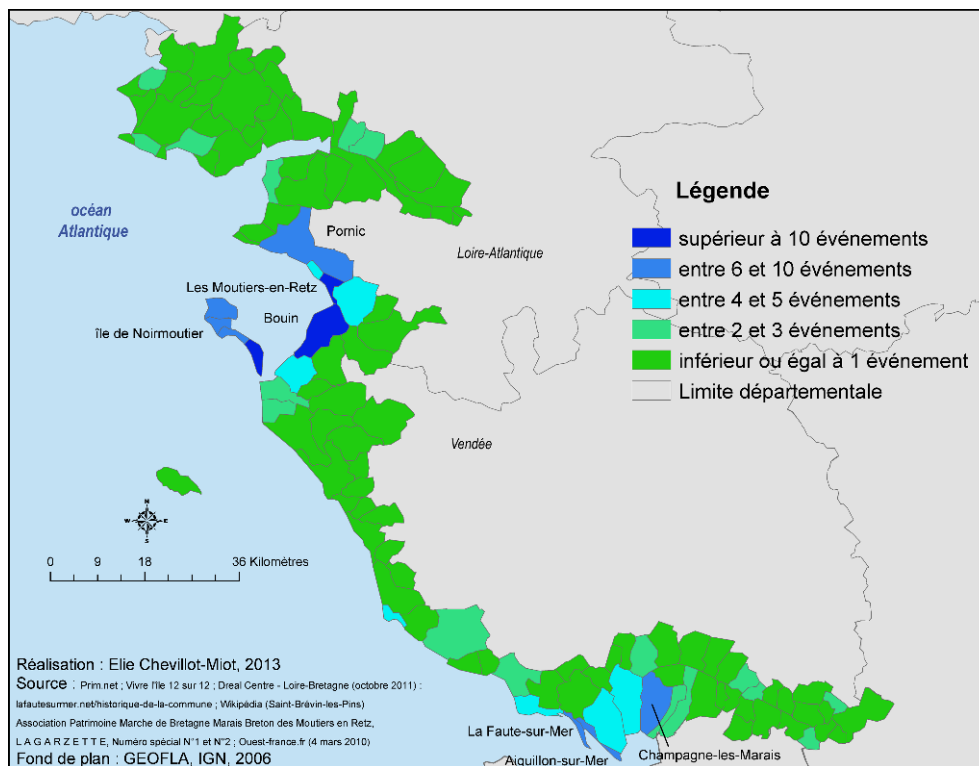 océan
Atlantique
Pornic
Loire-Atlantique
Les Moutiers-en-Retz
Bouin
île de Noirmoutier
Vendée
Légende
supérieur à 10 événements
entre 6 et 10 événements
entre 4 et 5 événements
entre 2 et 3 événements
inférieur ou égal à 1 événement
Limite départementale
N
W E
S
0 9 18 36 Kilomètres
La Faute-sur-Mer
Aiguillon-sur-Mer
Champagne-les-Marais
Réalisation : Elie Chevillot-Miot, 2013
Source : Prim.net ; Vivre l'île 12 sur 12 ; Dreal Centre - Loire-Bretagne (octobre 2011) :
lafautesurmer.net/historique-de-la-commune ; Wikipédia (Saint-Brévin-les-Pins)
Association Patrimoine Marche de Bretagne Marais Breton des Moutiers en Retz,
L A G A R Z E T T E, Numéro spécial N°1 et N°2 ; Ouest-france.fr (4 mars 2010)
Fond de plan : GEOFLA, IGN, 2006